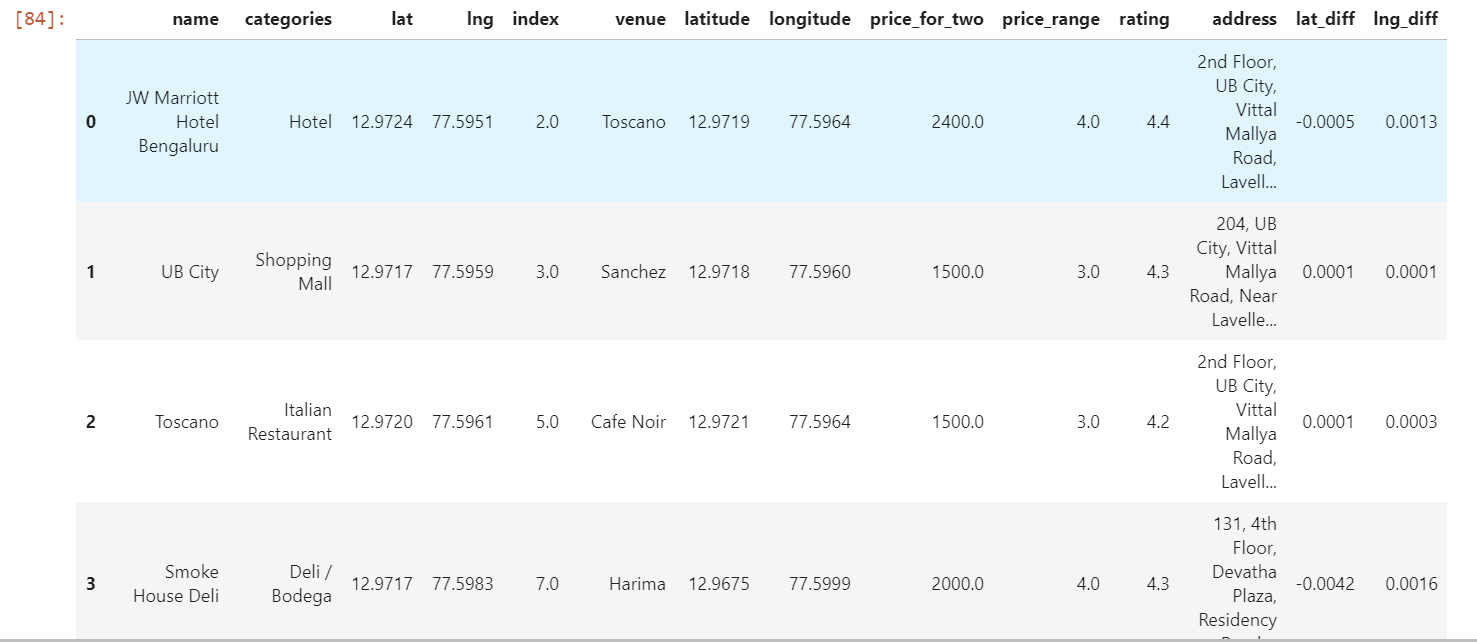 [84]:
name categories lat lng index venue latitude longitude price_for_two price_range rating address lat_diff lng_diff
0 JW Marriott Hotel Bengaluru Hotel 12.9724 77.5951 2.0 Toscano 12.9719 77.5964 2400.0 4.0 4.4 2nd Floor, UB City, Vittal Mallya Road, Lavell... -0.0005 0.0013
1 UB City Shopping Mall 12.9717 77.5959 3.0 Sanchez 12.9718 77.5960 1500.0 3.0 4.3 204, UB City, Vittal Mallya Road, Near Lavelle... 0.0001 0.0001
2 Toscano Italian Restaurant 12.9720 77.5961 5.0 Cafe Noir 12.9721 77.5964 1500.0 3.0 4.2 2nd Floor, UB City, Vittal Mallya Road, Lavell... 0.0001 0.0003
3 Smoke House Deli Deli / Bodega 12.9717 77.5983 7.0 Harima 12.9675 77.5999 2000.0 4.0 4.3 131, 4th Floor, Devatha Plaza, Residency -0.0042 0.0016